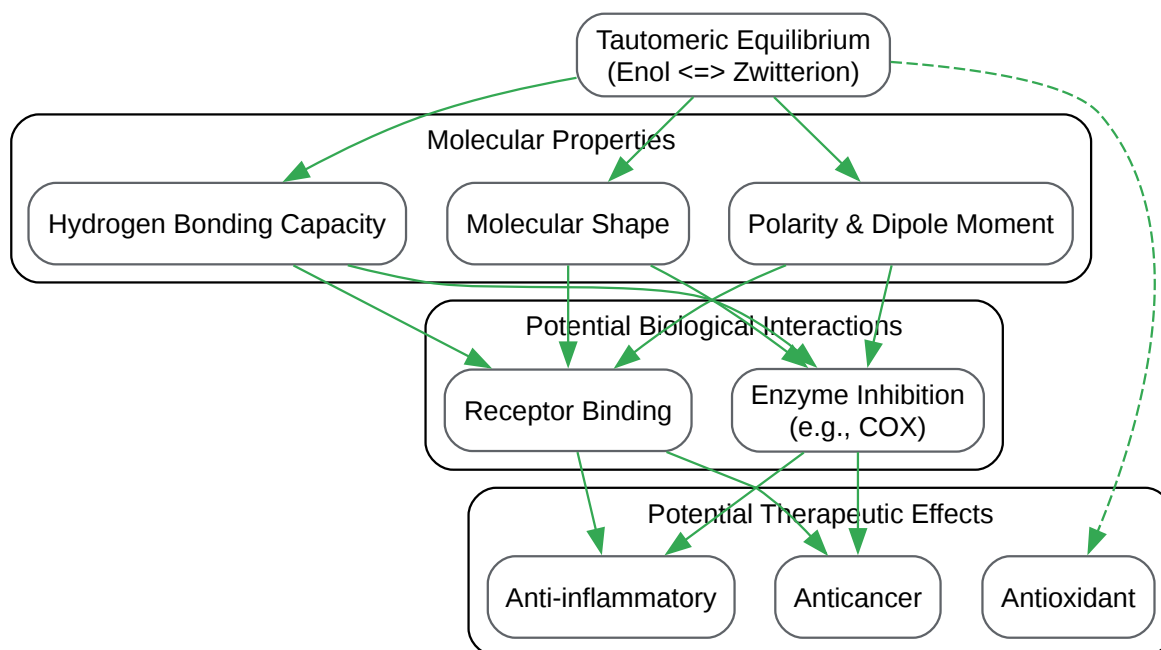 Tautomeric Equilibrium
(Enol <=> Zwitterion)
Molecular Properties
Hydrogen Bonding Capacity
Molecular Shape
Polarity & Dipole Moment
Potential Biological Interactions
Receptor Binding
Enzyme Inhibition
(e.g., COX)
Potential Therapeutic Effects
Anti-inflammatory
Anticancer
Antioxidant